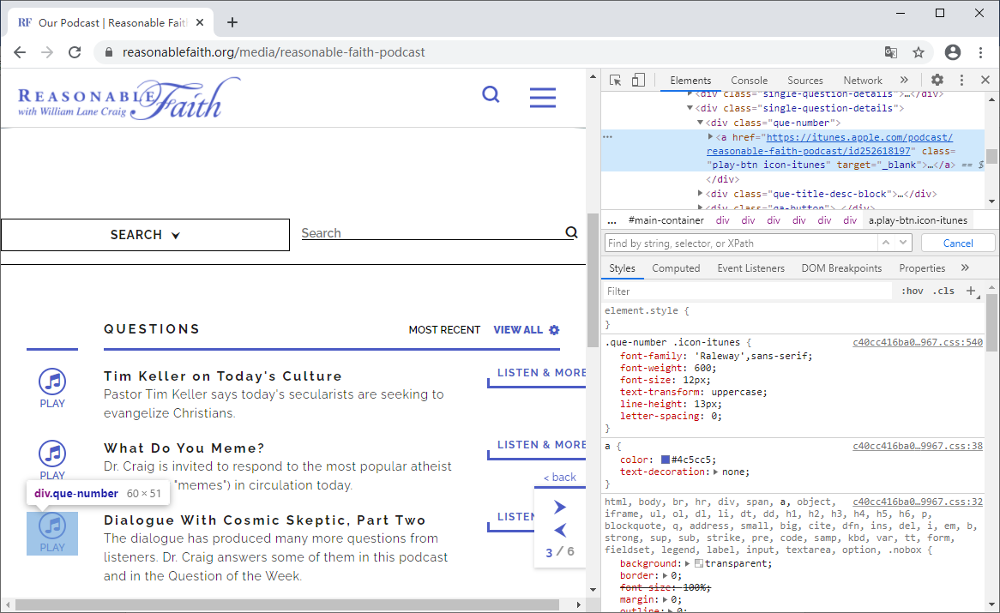 RF Our Podcast | Reasonable Fait
reasonablefaith.org/media/reasonable-faith-podcast
REASONABLE Faith
with William Lane Craig
SEARCH
Search
QUESTIONS
MOST RECENT VIEW ALL
PLAY
Tim Keller on Today's Culture
Pastor Tim Keller says today's secularists are seeking to
evangelize Christians.
LISTEN & MORE
PLAY
What Do You Meme?
Dr. Craig is invited to respond to the most popular atheist
"memes") in circulation today.
LISTEN & MORE
< back
div.que-number 60 × 51
PLAY
Dialogue With Cosmic Skeptic, Part Two
The dialogue has produced many more questions from
listeners. Dr. Craig answers some of them in this podcast
and in the Question of the Week.
LISTEN
3 / 6
Elements Console Sources Network »
<div class="single-question-details">…</div>
<div class="single-question-details">
<div class="que-number">
… <a href="https://itunes.apple.com/podcast/
reasonable-faith-podcast/id252618197" class=
"play-btn icon-itunes" target="_blank">…</a> == $
</div>
<div class="que-title-desc-block">…</div>
<div class="qa-button">…</div>
... #main-container div div div div div div a.play-btn.icon-itunes
Find by string, selector, or XPath Cancel
Styles Computed Event Listeners DOM Breakpoints Properties »
Filter :hov .cls +
element.style {
}
.que-number .icon-itunes { c40cc416ba0…967.css:540
font-family: 'Raleway',sans-serif;
font-weight: 600;
font-size: 12px;
text-transform: uppercase;
line-height: 13px;
letter-spacing: 0;
}
a { c40cc416ba0…9967.css:38
color: #4c5cc5;
text-decoration: none;
}
html, body, br, hr, div, span, a, object, c40cc416ba0…9967.css:32
iframe, ul, ol, dl, li, dt, dd, h1, h2, h3, h4, h5, h6, p,
blockquote, q, address, small, big, cite, dfn, ins, del, i, em, b,
strong, sup, sub, strike, pre, code, samp, kbd, var, tt, form,
fieldset, legend, label, input, textarea, option, .nobox {
background: transparent;
border: 0;
font-size: 100%;
margin: 0;
outline: 0;